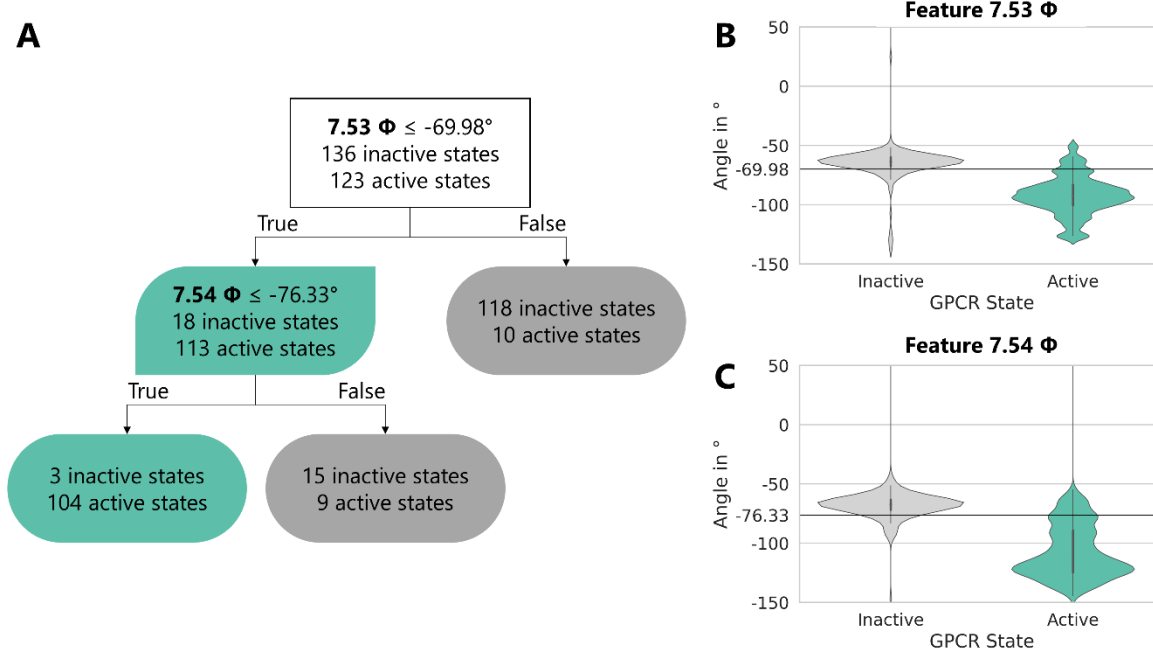 A
7.53 Φ ≤ -69.98°
136 inactive states
123 active states
True
False
7.54 Φ ≤ -76.33°
18 inactive states
113 active states
118 inactive states
10 active states
True
False
3 inactive states
104 active states
15 inactive states
9 active states
B
Feature 7.53 Φ
50
0
-50
-69.98
-100
-150
Angle in °
Inactive
Active
GPCR State
C
Feature 7.54 Φ
50
0
-50
-76.33
-100
-150
Angle in °
Inactive
Active
GPCR State